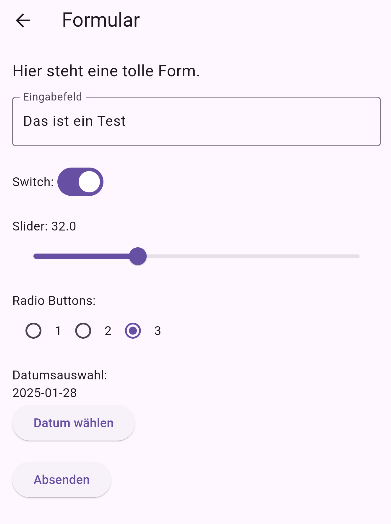 Formular
Hier steht eine tolle Form.
Eingabefeld
Das ist ein Test
Switch:
Slider: 32.0
Radio Buttons:
1 2 3
Datumsauswahl:
2025-01-28
Datum wählen
Absenden